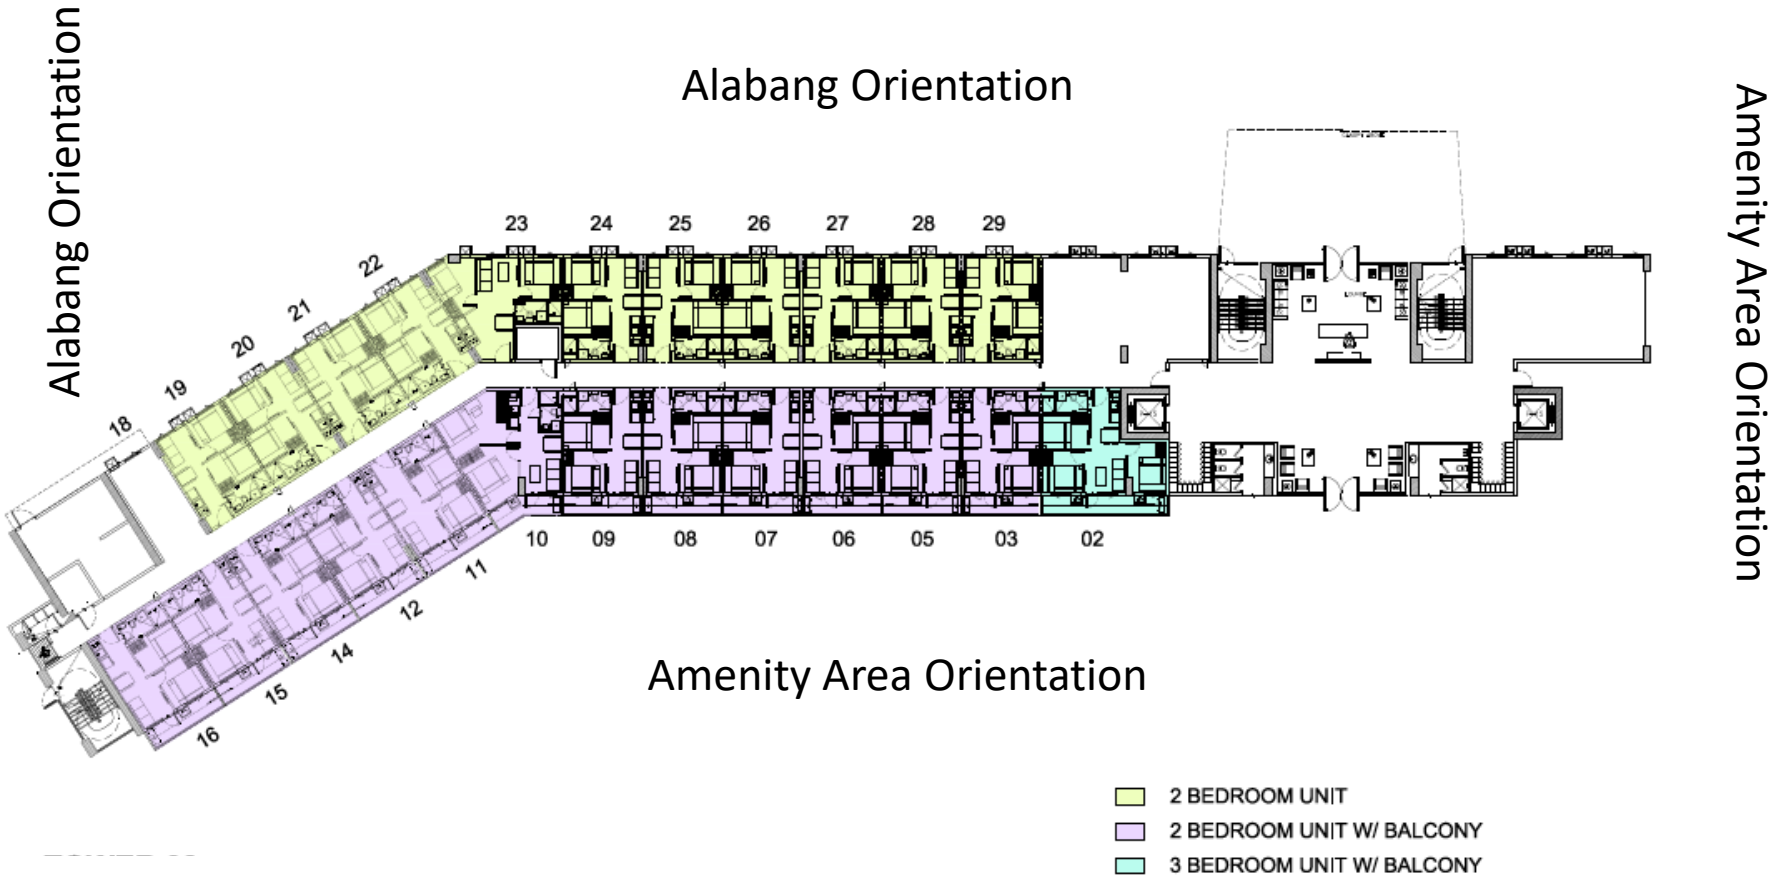 Alabang Orientation
Alabang Orientation
Amenity Area Orientation
23 24 25 26 27 28 29
22
21
20
19
18
10 09 08 07 06 05 03 02
11
12
14
15
16
Amenity Area Orientation
2 BEDROOM UNIT
2 BEDROOM UNIT W/ BALCONY
3 BEDROOM UNIT W/ BALCONY